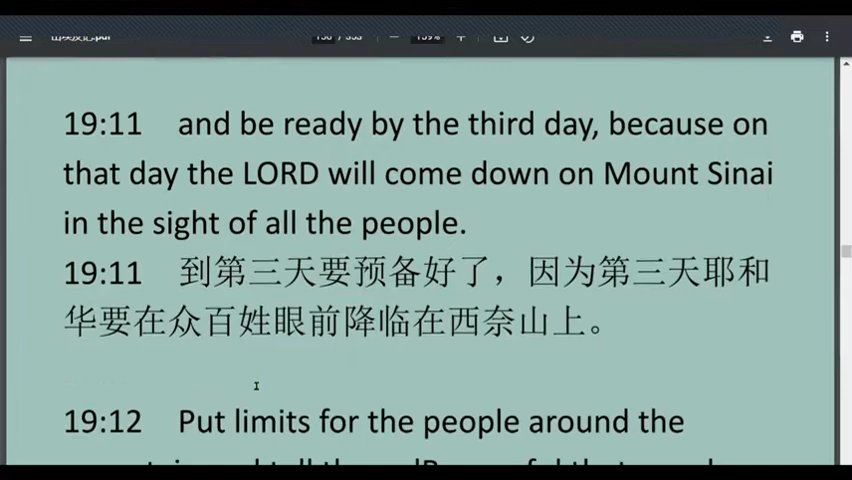 19:11 and be ready by the third day, because on
that day the LORD will come down on Mount Sinai
in the sight of all the people.
19:11 到第三天要预备好了，因为第三天耶和
华要在众百姓眼前降临在西奈山上。
19:12 Put limits for the people around the